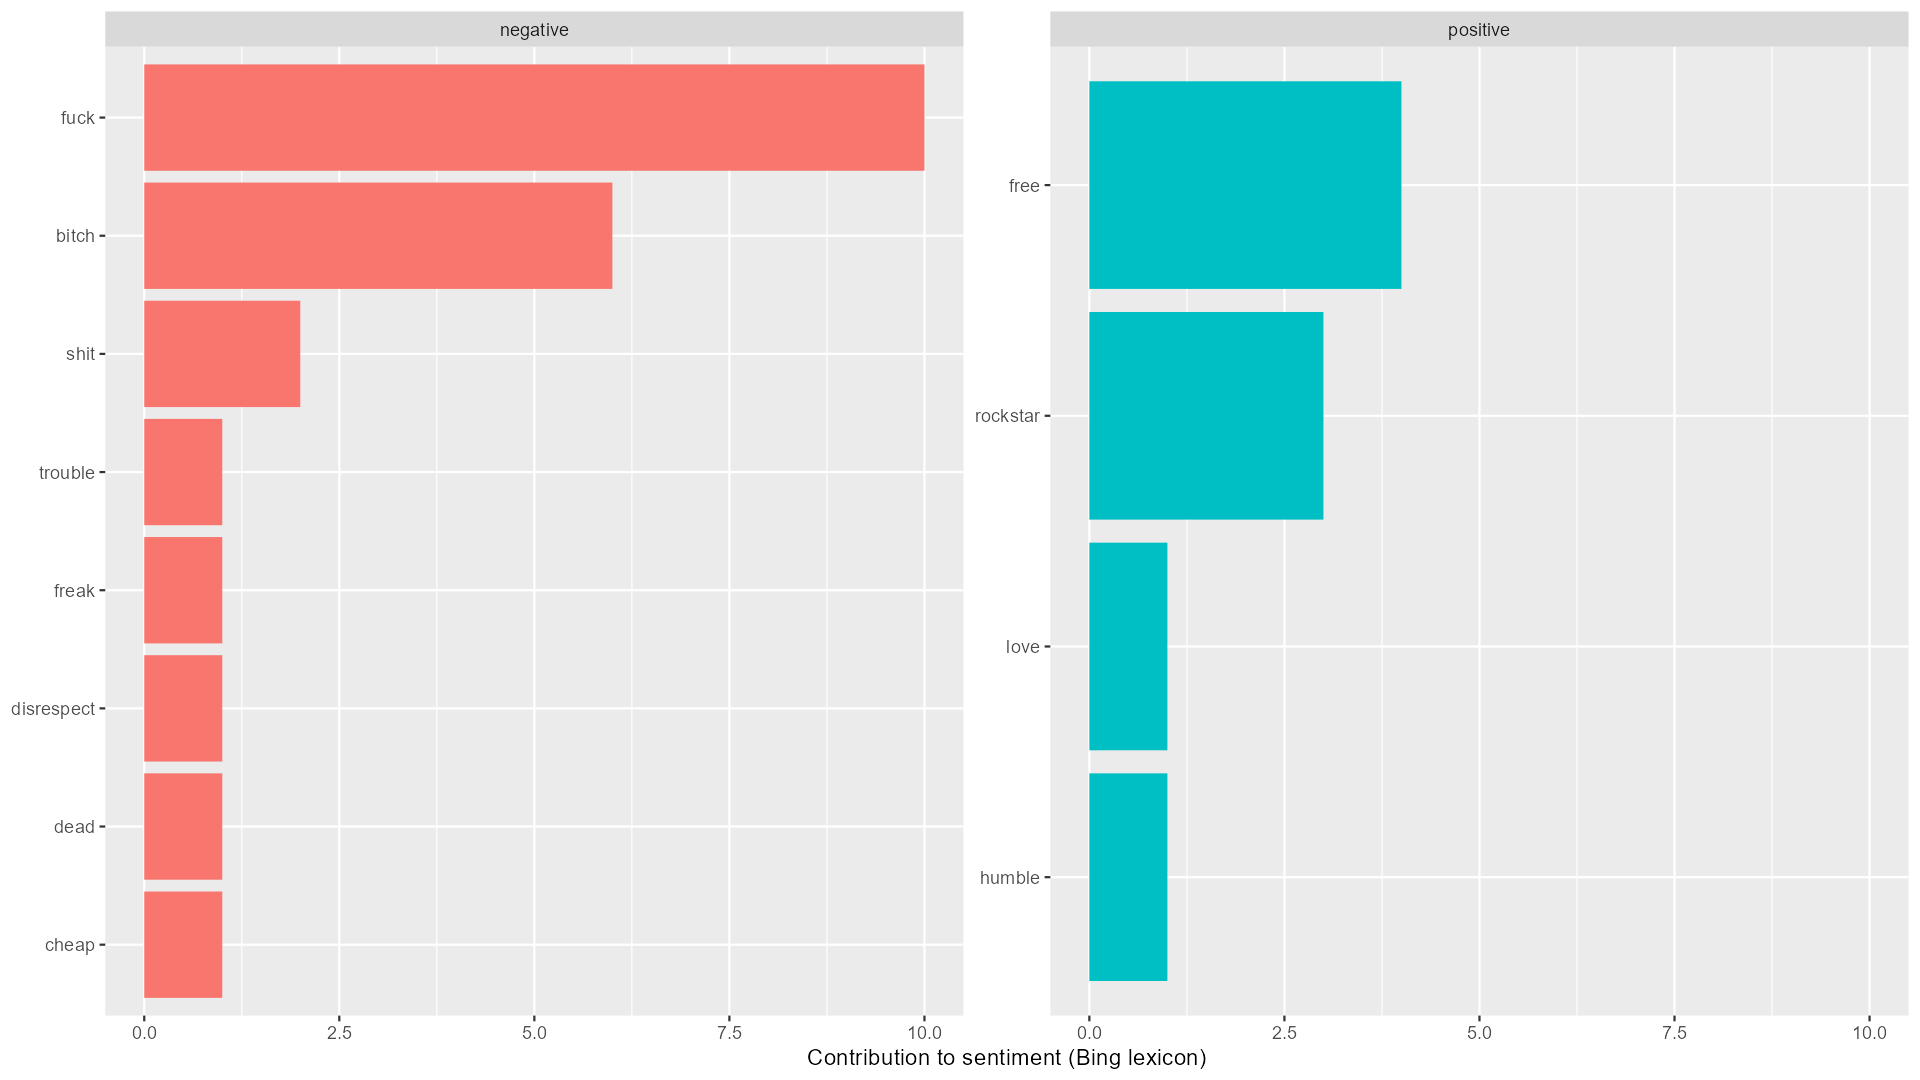 negative
fuck
bitch
shit
trouble
freak
disrespect
dead
cheap
0.0 2.5 5.0 7.5 10.0
positive
free
rockstar
love
humble
0.0 2.5 5.0 7.5 10.0
Contribution to sentiment (Bing lexicon)